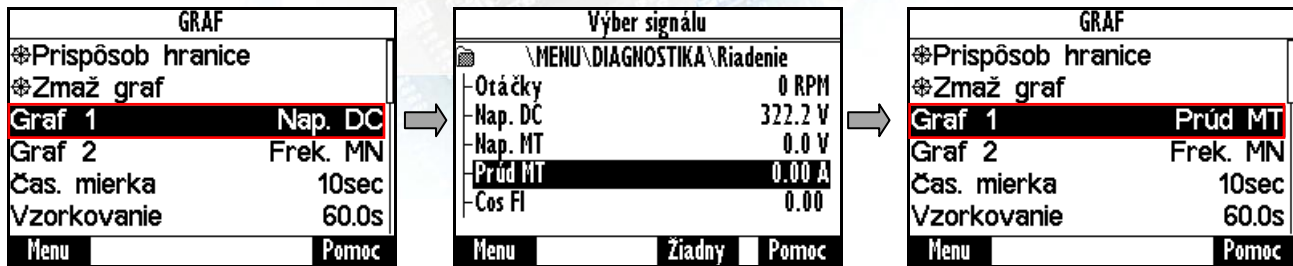 GRAF
Prispôsob hranice
Zmaž graf
Graf 1 Nap. DC
Graf 2 Frek. MN
Čas. mierka 10sec
Vzorkovanie 60.0s
Menu Pomoc
Výber signálu
\MENU\DIAGNOSTIKA\Riadenie
Otáčky 0 RPM
Nap. DC 322.2 V
Nap. MT 0.0 V
Prúd MT 0.00 A
Cos FI 0.00
Menu Žiadny Pomoc
GRAF
Prispôsob hranice
Zmaž graf
Graf 1 Prúd MT
Graf 2 Frek. MN
Čas. mierka 10sec
Vzorkovanie 60.0s
Menu Pomoc